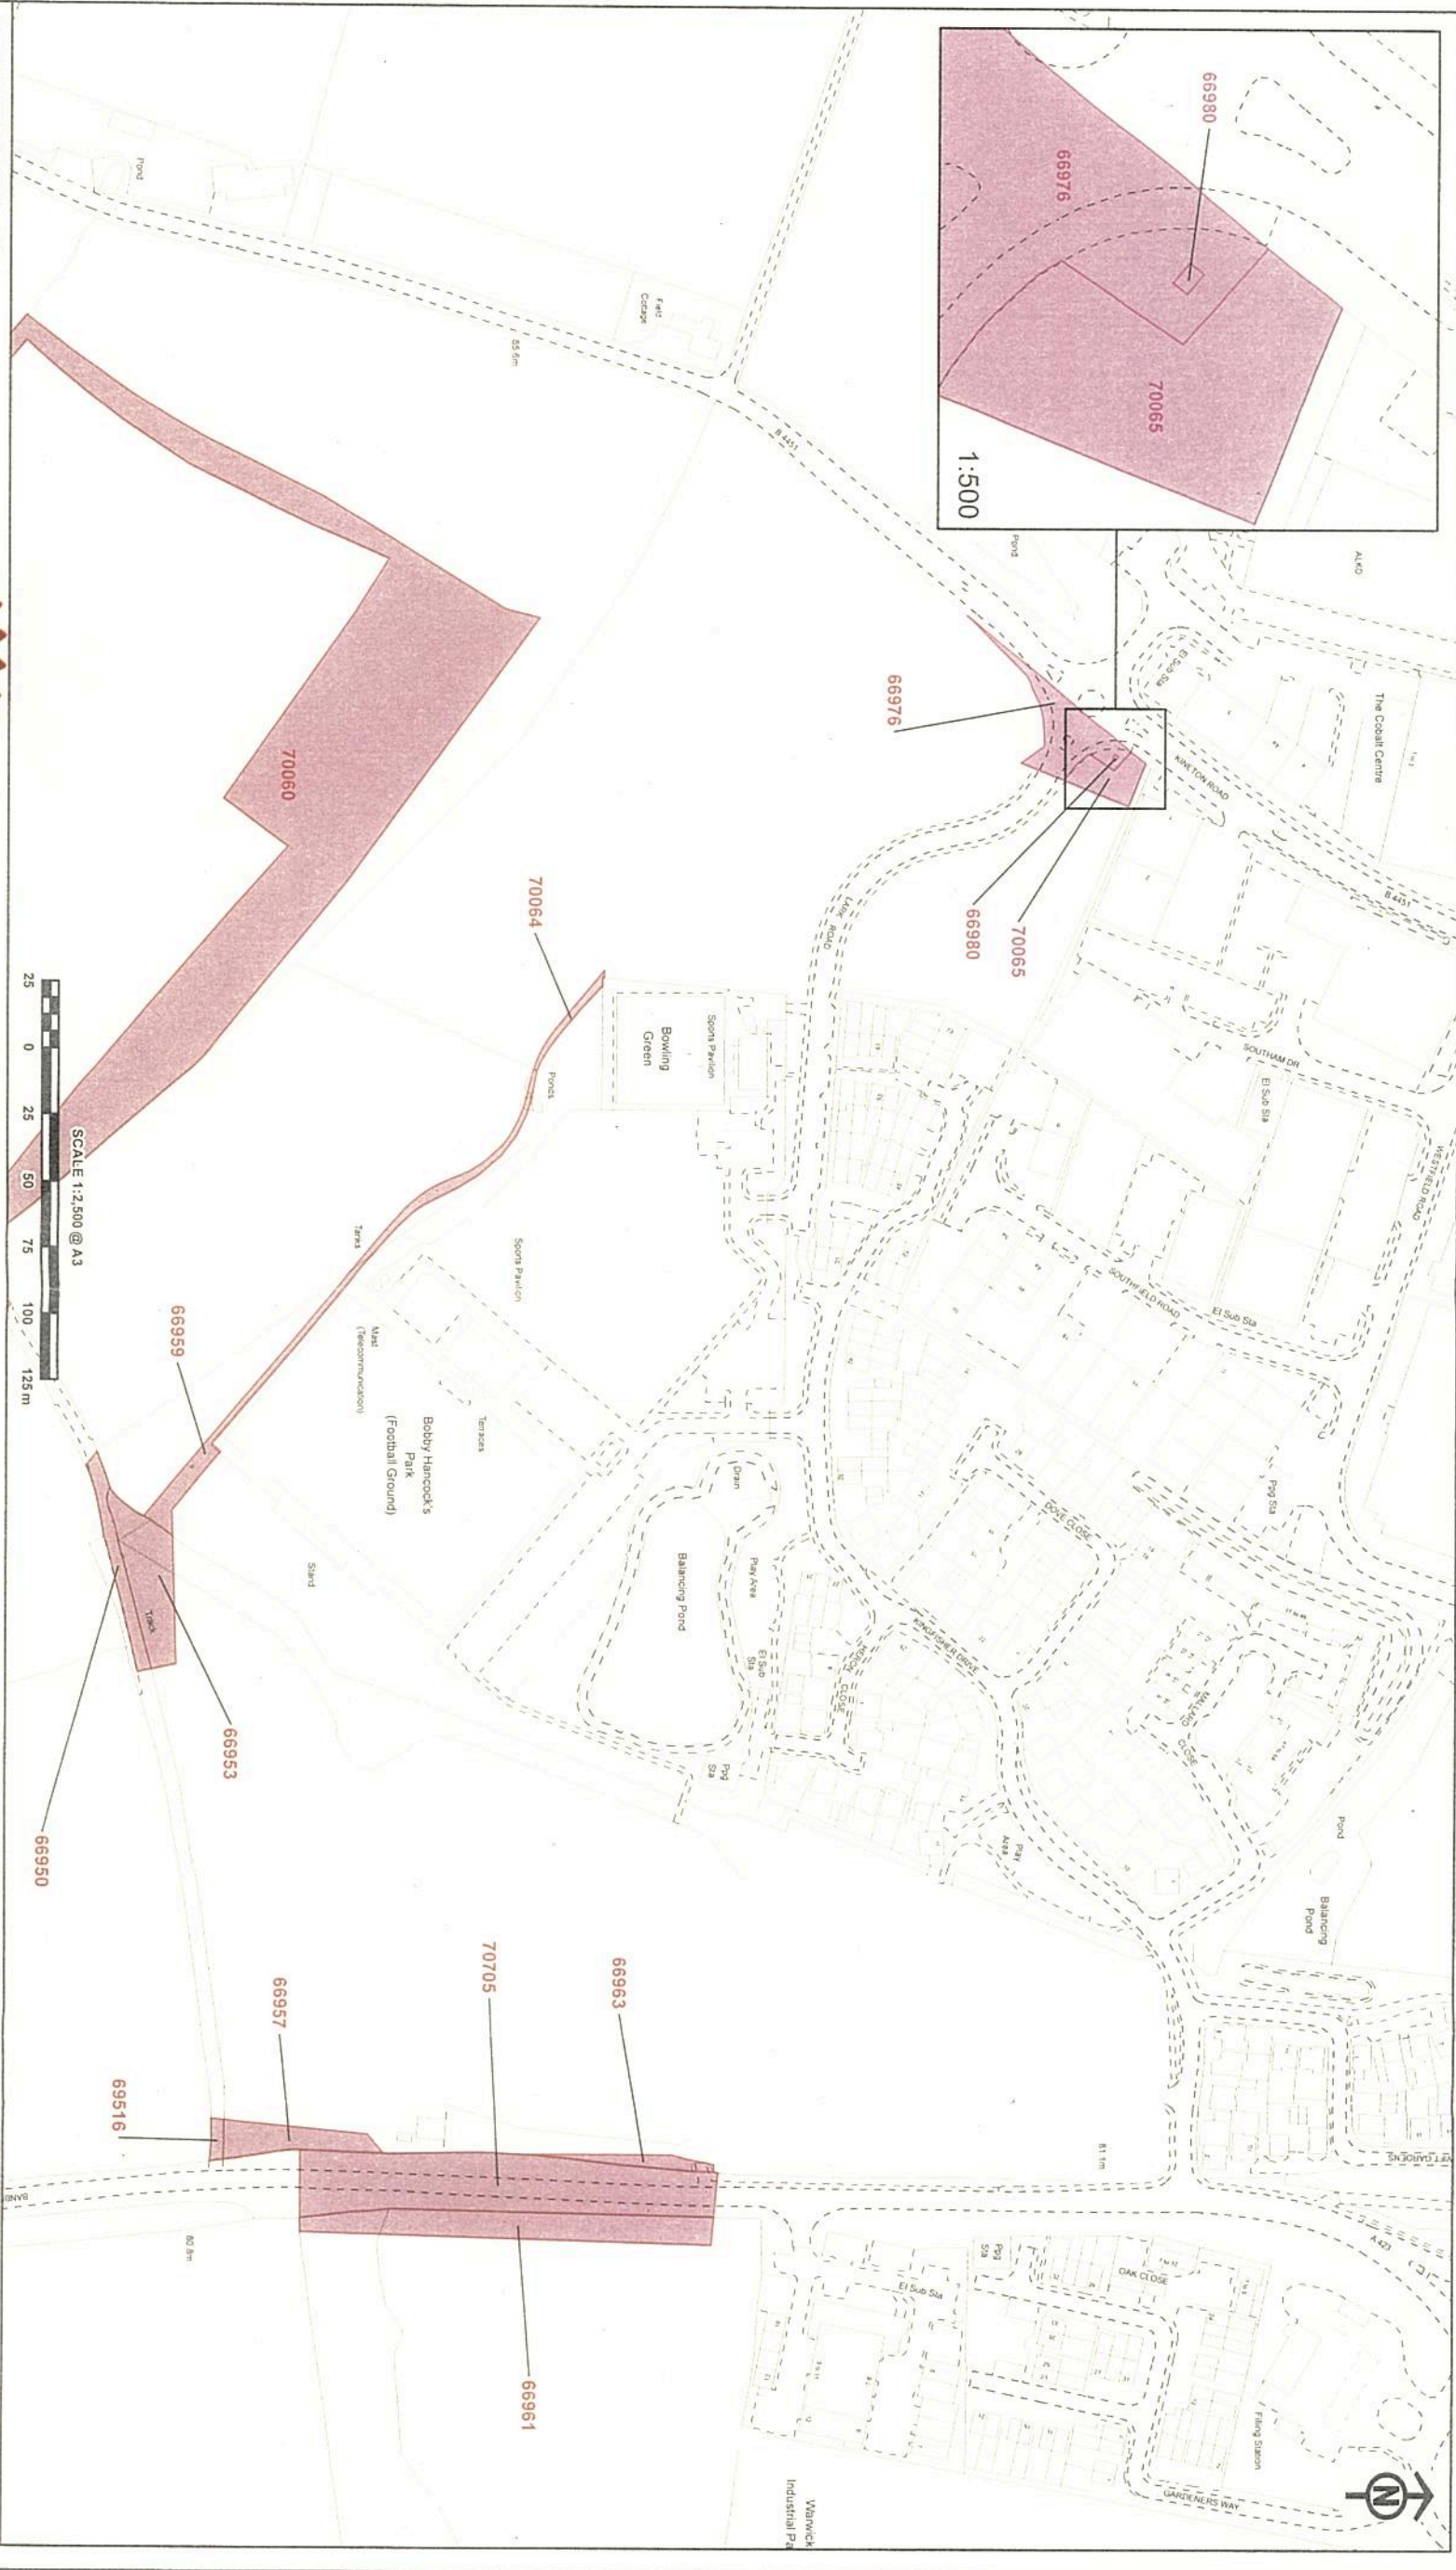 66980
66976
70065
1:500
ALKO
The Cobalt Centre
Pond
El Sub Sta
KINETON ROAD
B 4451
B 4451
66976
70065
66980
Pond
Field
Cottage
85.6m
LARK
ROAD
SOUTHAM DR
El Sub Sta
WESTFIELD ROAD
SOUTHFIELD ROAD
El Sub Sta
Ppg Sta
Sports Pavilion
Bowling
Green
70064
Ponds
70060
Sports Pavilion
Tanks
Mast
(Telecommunication)
Terraces
Bobby Hancock's
Park
(Football Ground)
Stand
Drain
Play Area
Balancing Pond
El Sub
Sta
Ppg
Sta
DOVE CLOSE
KINGFISHER DRIVE
HERON
CLOSE
MALLARD
CLOSE
Play
Area
Pond
Balancing
Pond
66959
Track
66953
66950
66963
70705
66957
69516
66961
81.1m
80.8m
A 423
OAK CLOSE
Ppg
Sta
El Sub Sta
Filling Station
GARDENERS WAY
Warwick
Industrial Pa
N
SCALE 1:2,500 @ A3
25 0 25 50 75 100 125 m